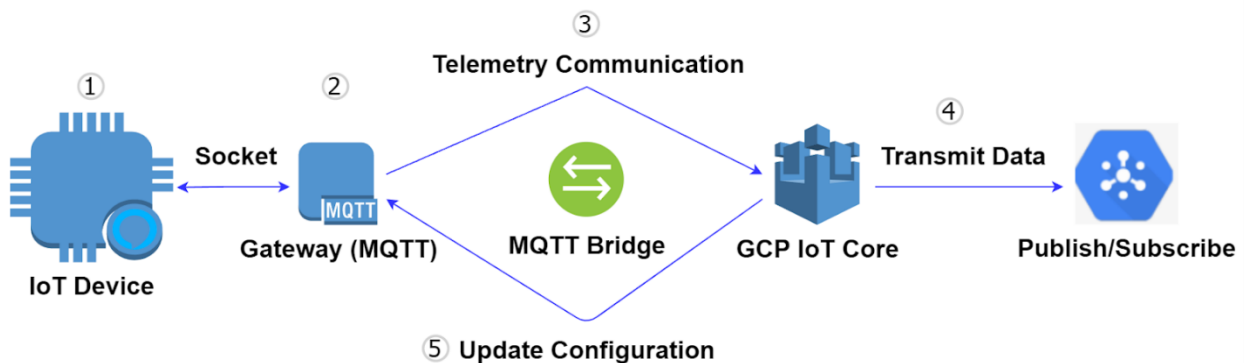 ③
Telemetry Communication
①
②
④
Socket
Transmit Data
MQTT
Gateway (MQTT)
MQTT Bridge
GCP IoT Core
Publish/Subscribe
IoT Device
⑤ Update Configuration